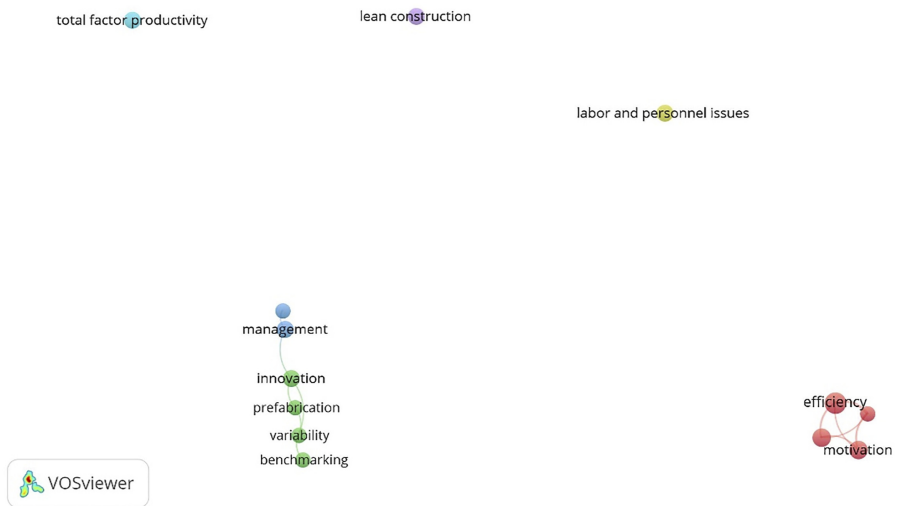 total factor productivity
lean construction
labor and personnel issues
management
innovation
prefabrication
variability
benchmarking
efficiency
motivation
VOSviewer